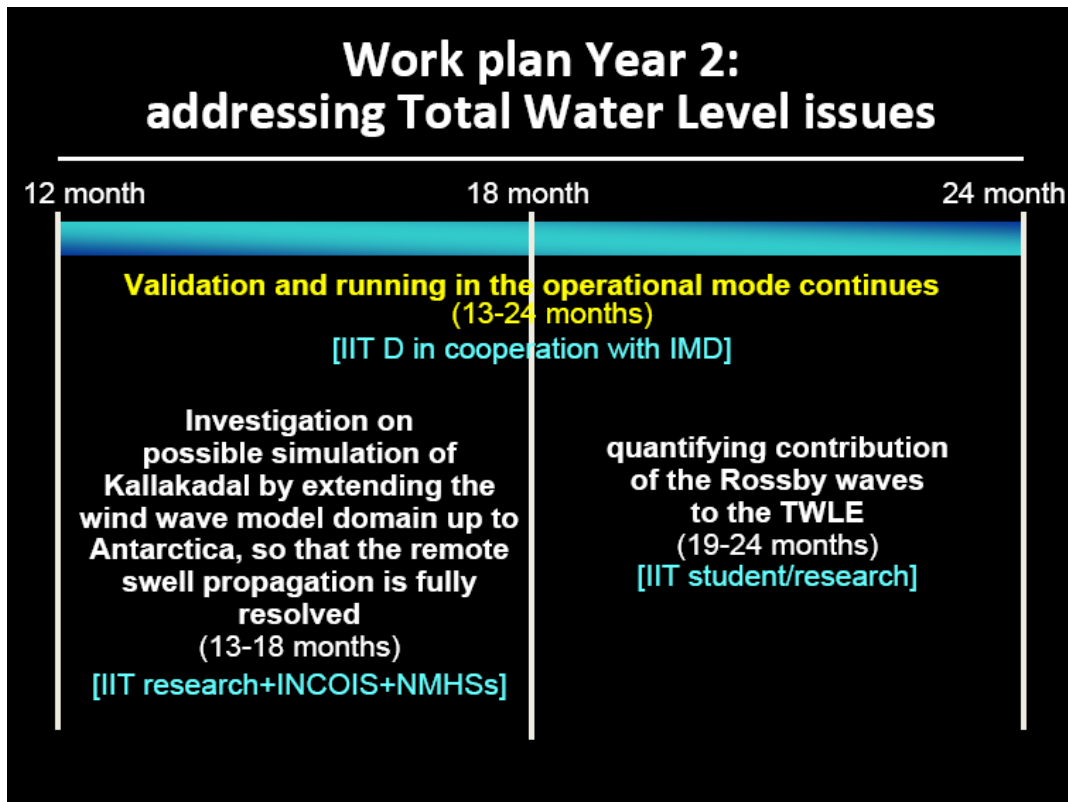 Work plan Year 2:
addressing Total Water Level issues
12 month
18 month
24 month
Validation and running in the operational mode continues
(13-24 months)
[IIT D in cooperation with IMD]
Investigation on
possible simulation of
Kallakadal by extending the
wind wave model domain up to
Antarctica, so that the remote
swell propagation is fully
resolved
(13-18 months)
[IIT research+INCOIS+NMHSs]
quantifying contribution
of the Rossby waves
to the TWLE
(19-24 months)
[IIT student/research]